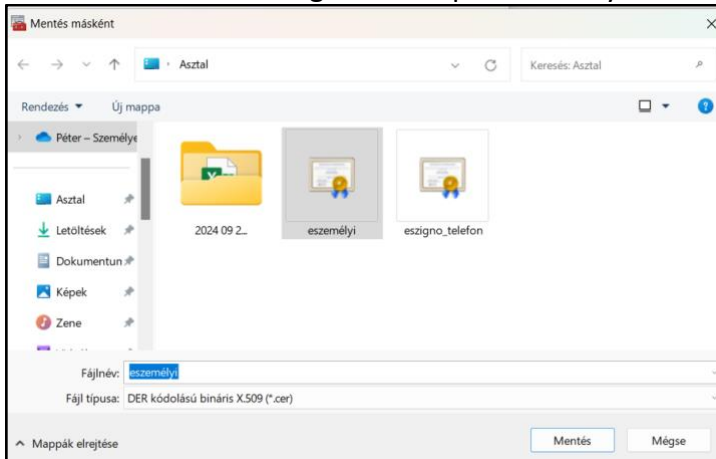 Mentés másként
Asztal
Keresés: Asztal
Rendezés
Új mappa
Péter – Személye
Asztal
Letöltések
Dokumentun
Képek
Zene
2024 09 2...
eszemélyi
eszigno_telefon
Fájlnév: eszemélyi
Fájl típusa: DER kódolású bináris X.509 (*.cer)
Mappák elrejtése
Mentés
Mégse